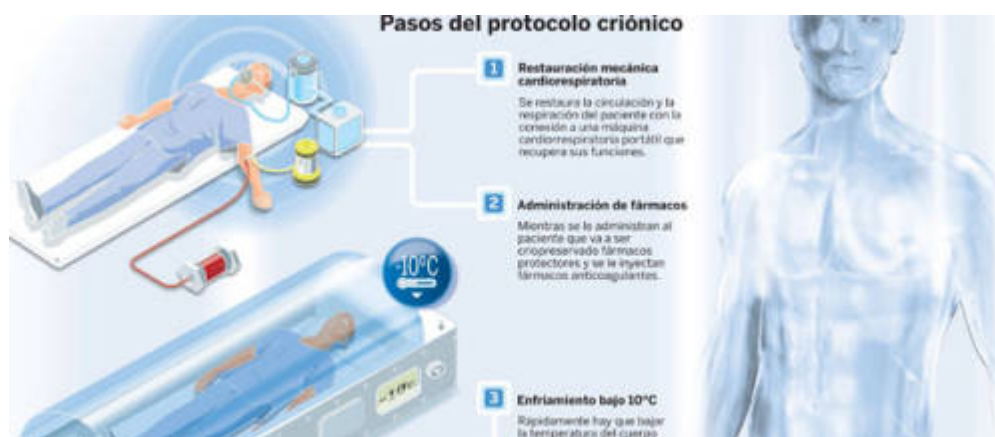 Pasos del protocolo criónico
1
Restauración mecánica
cardiorespiratoria
Se restaura la circulación y la
respiración del paciente con la
conexión a una máquina
cardiorrespiratoria portátil que
recupera sus funciones.
2
Administración de fármacos
Mientras se le administran al
paciente que va a ser
criopreservado fármacos
protectores y se le inyectan
fármacos anticoagulantes.
-10°C
3
Enfriamiento bajo 10°C
Rápidamente hay que bajar
la temperatura del cuerpo